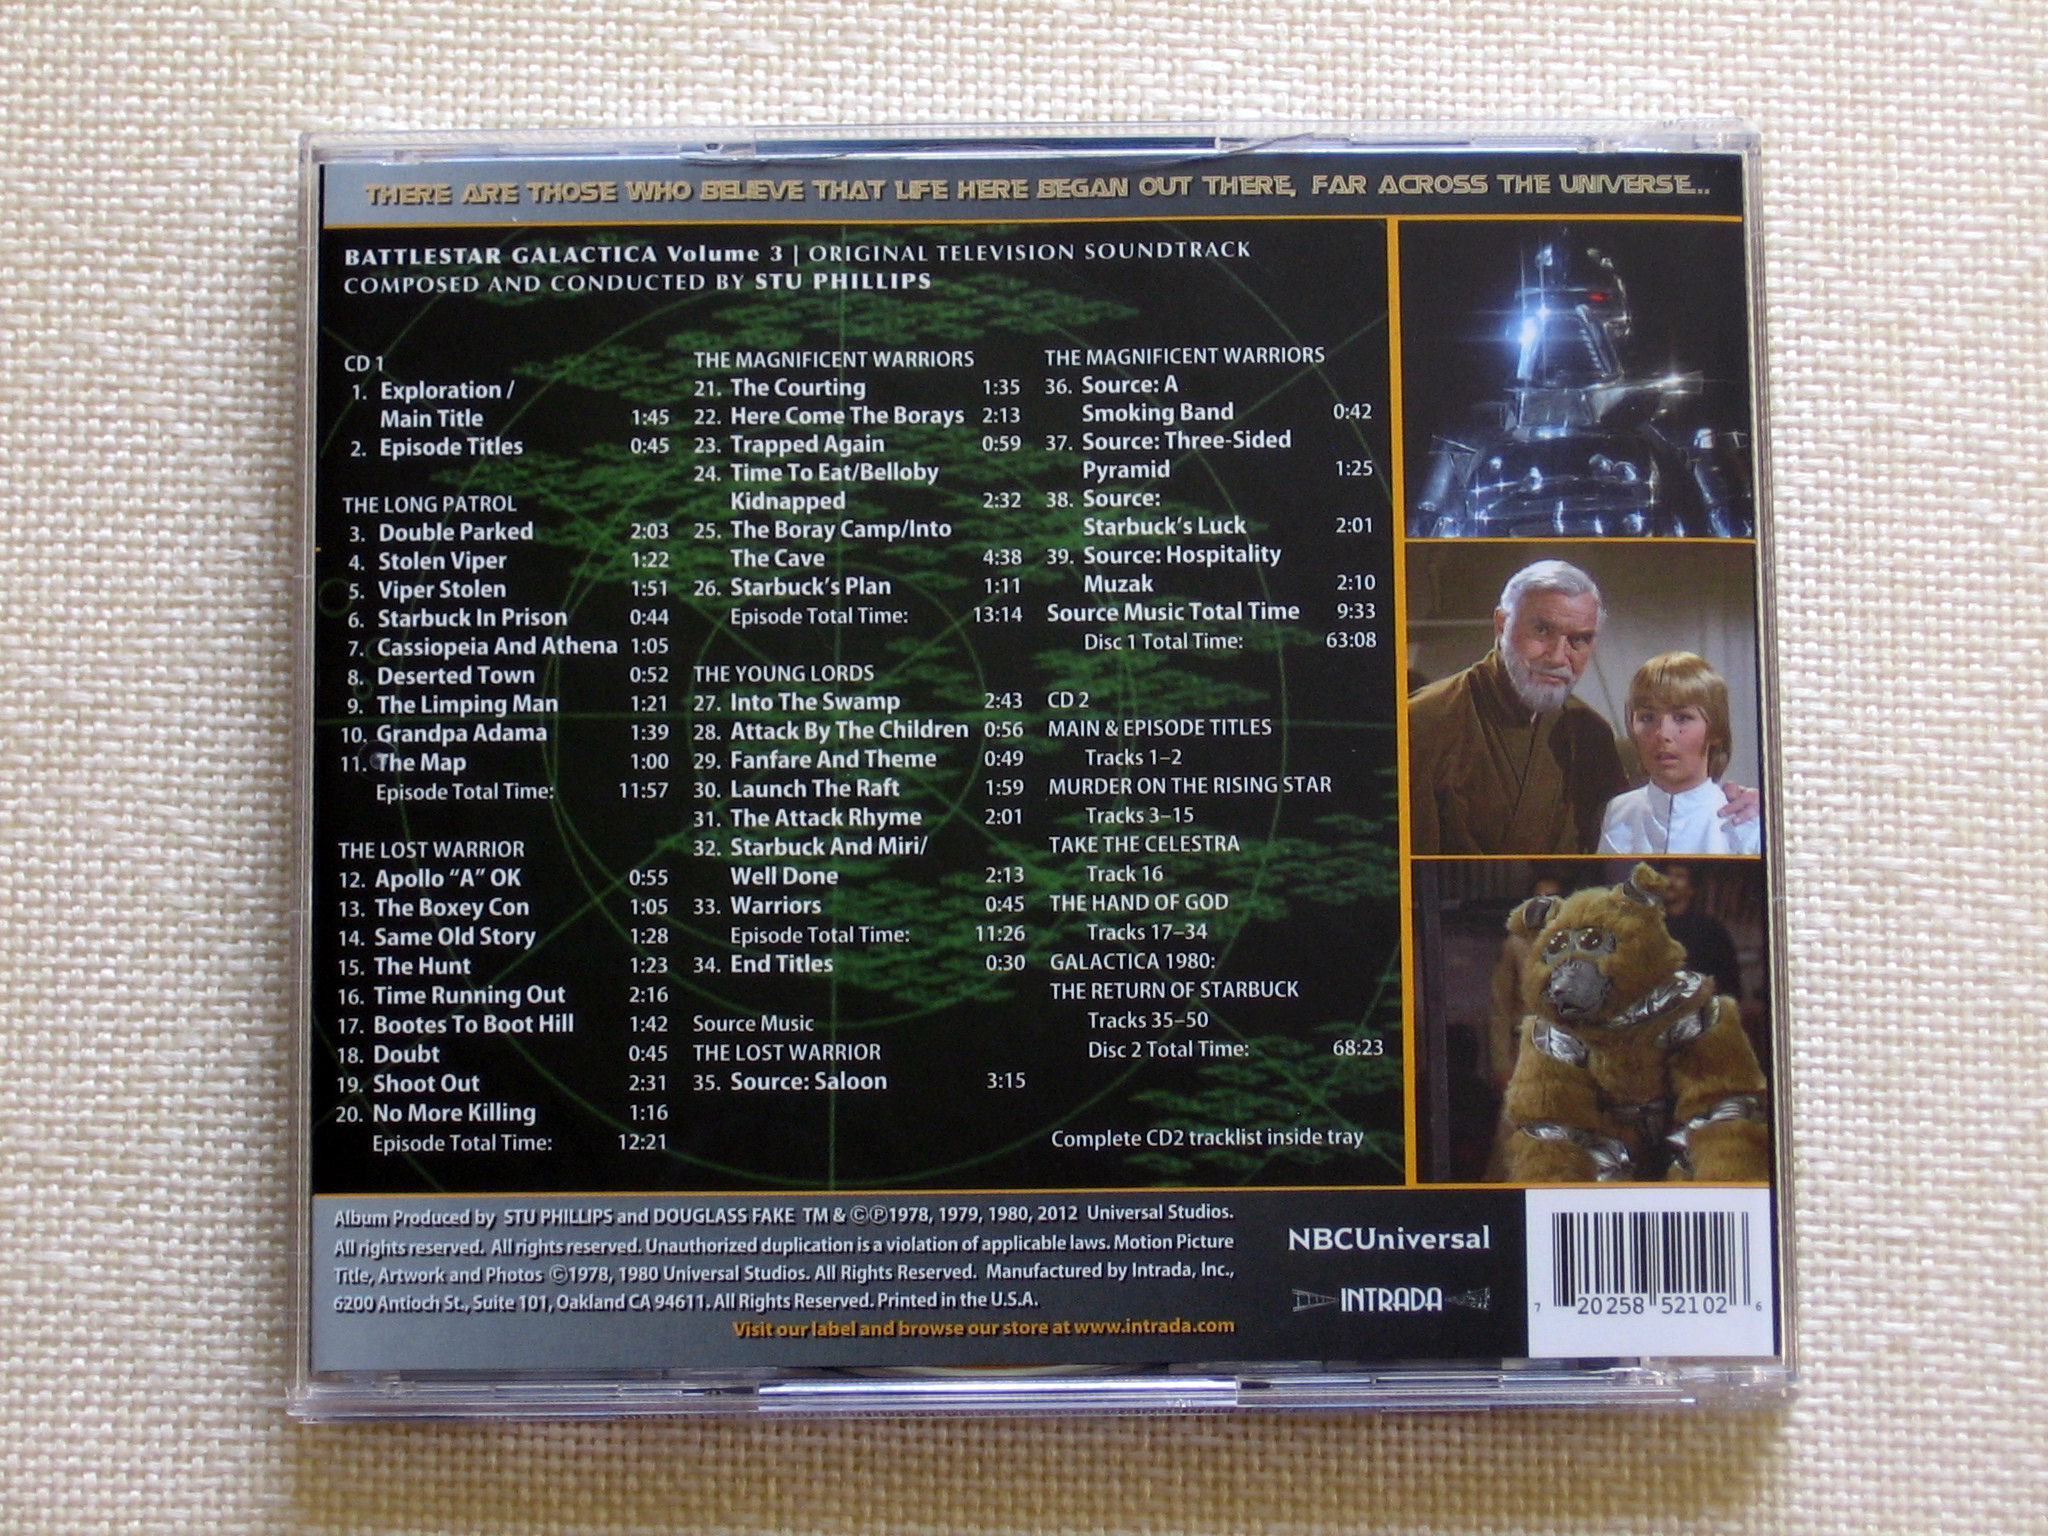 THERE ARE THOSE WHO BELIEVE THAT LIFE HERE BEGAN OUT THERE, FAR ACROSS THE UNIVERSE...
BATTLESTAR GALACTICA Volume 3 | ORIGINAL TELEVISION SOUNDTRACK
COMPOSED AND CONDUCTED BY STU PHILLIPS
CD 1
1. Exploration /
Main Title 1:45
2. Episode Titles 0:45
THE LONG PATROL
3. Double Parked 2:03
4. Stolen Viper 1:22
5. Viper Stolen 1:51
6. Starbuck In Prison 0:44
7. Cassiopeia And Athena 1:05
8. Deserted Town 0:52
9. The Limping Man 1:21
10. Grandpa Adama 1:39
11. The Map 1:00
Episode Total Time: 11:57
THE LOST WARRIOR
12. Apollo “A” OK 0:55
13. The Boxey Con 1:05
14. Same Old Story 1:28
15. The Hunt 1:23
16. Time Running Out 2:16
17. Bootes To Boot Hill 1:42
18. Doubt 0:45
19. Shoot Out 2:31
20. No More Killing 1:16
Episode Total Time: 12:21
THE MAGNIFICENT WARRIORS
21. The Courting 1:35
22. Here Come The Borays 2:13
23. Trapped Again 0:59
24. Time To Eat/Belloby
Kidnapped 2:32
25. The Boray Camp/Into
The Cave 4:38
26. Starbuck’s Plan 1:11
Episode Total Time: 13:14
THE YOUNG LORDS
27. Into The Swamp 2:43
28. Attack By The Children 0:56
29. Fanfare And Theme 0:49
30. Launch The Raft 1:59
31. The Attack Rhyme 2:01
32. Starbuck And Miri/
Well Done 2:13
33. Warriors 0:45
Episode Total Time: 11:26
34. End Titles 0:30
Source Music
THE LOST WARRIOR
35. Source: Saloon 3:15
THE MAGNIFICENT WARRIORS
36. Source: A
Smoking Band 0:42
37. Source: Three-Sided
Pyramid 1:25
38. Source:
Starbuck’s Luck 2:01
39. Source: Hospitality
Muzak 2:10
Source Music Total Time 9:33
Disc 1 Total Time: 63:08
CD 2
MAIN & EPISODE TITLES
Tracks 1–2
MURDER ON THE RISING STAR
Tracks 3–15
TAKE THE CELESTRA
Track 16
THE HAND OF GOD
Tracks 17–34
GALACTICA 1980:
THE RETURN OF STARBUCK
Tracks 35–50
Disc 2 Total Time: 68:23
Complete CD2 tracklist inside tray
Album Produced by STU PHILLIPS and DOUGLASS FAKE TM & ©℗1978, 1979, 1980, 2012 Universal Studios.
All rights reserved. All rights reserved. Unauthorized duplication is a violation of applicable laws. Motion Picture
Title, Artwork and Photos ©1978, 1980 Universal Studios. All Rights Reserved. Manufactured by Intrada, Inc.,
6200 Antioch St., Suite 101, Oakland CA 94611. All Rights Reserved. Printed in the U.S.A.
Visit our label and browse our store at www.intrada.com
NBCUniversal
INTRADA
7 20258 52102 6